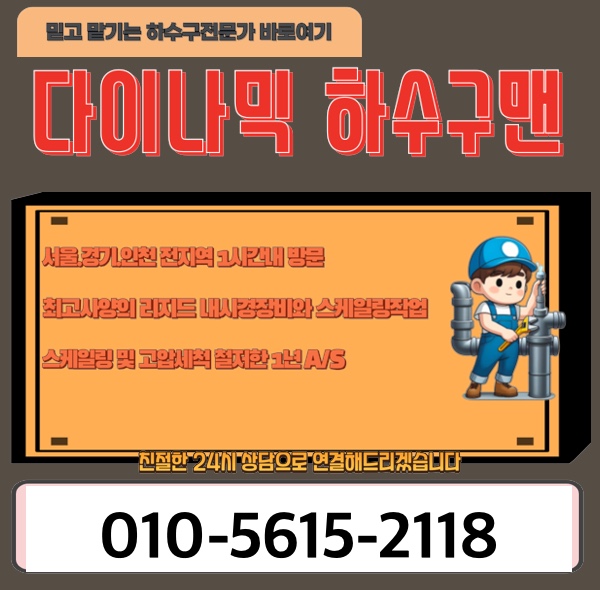 믿고 맡기는 하수구전문가 바로여기
다이나믹 하수구맨
서울,경기,인천 전지역 1시간내 방문
최고사양의 리지드 내시경장비와 스케일링작업
스케일링 및 고압세척 철저한 1년 A/S
친절한 24시 상담으로 연결해드리겠습니다
010-5615-2118